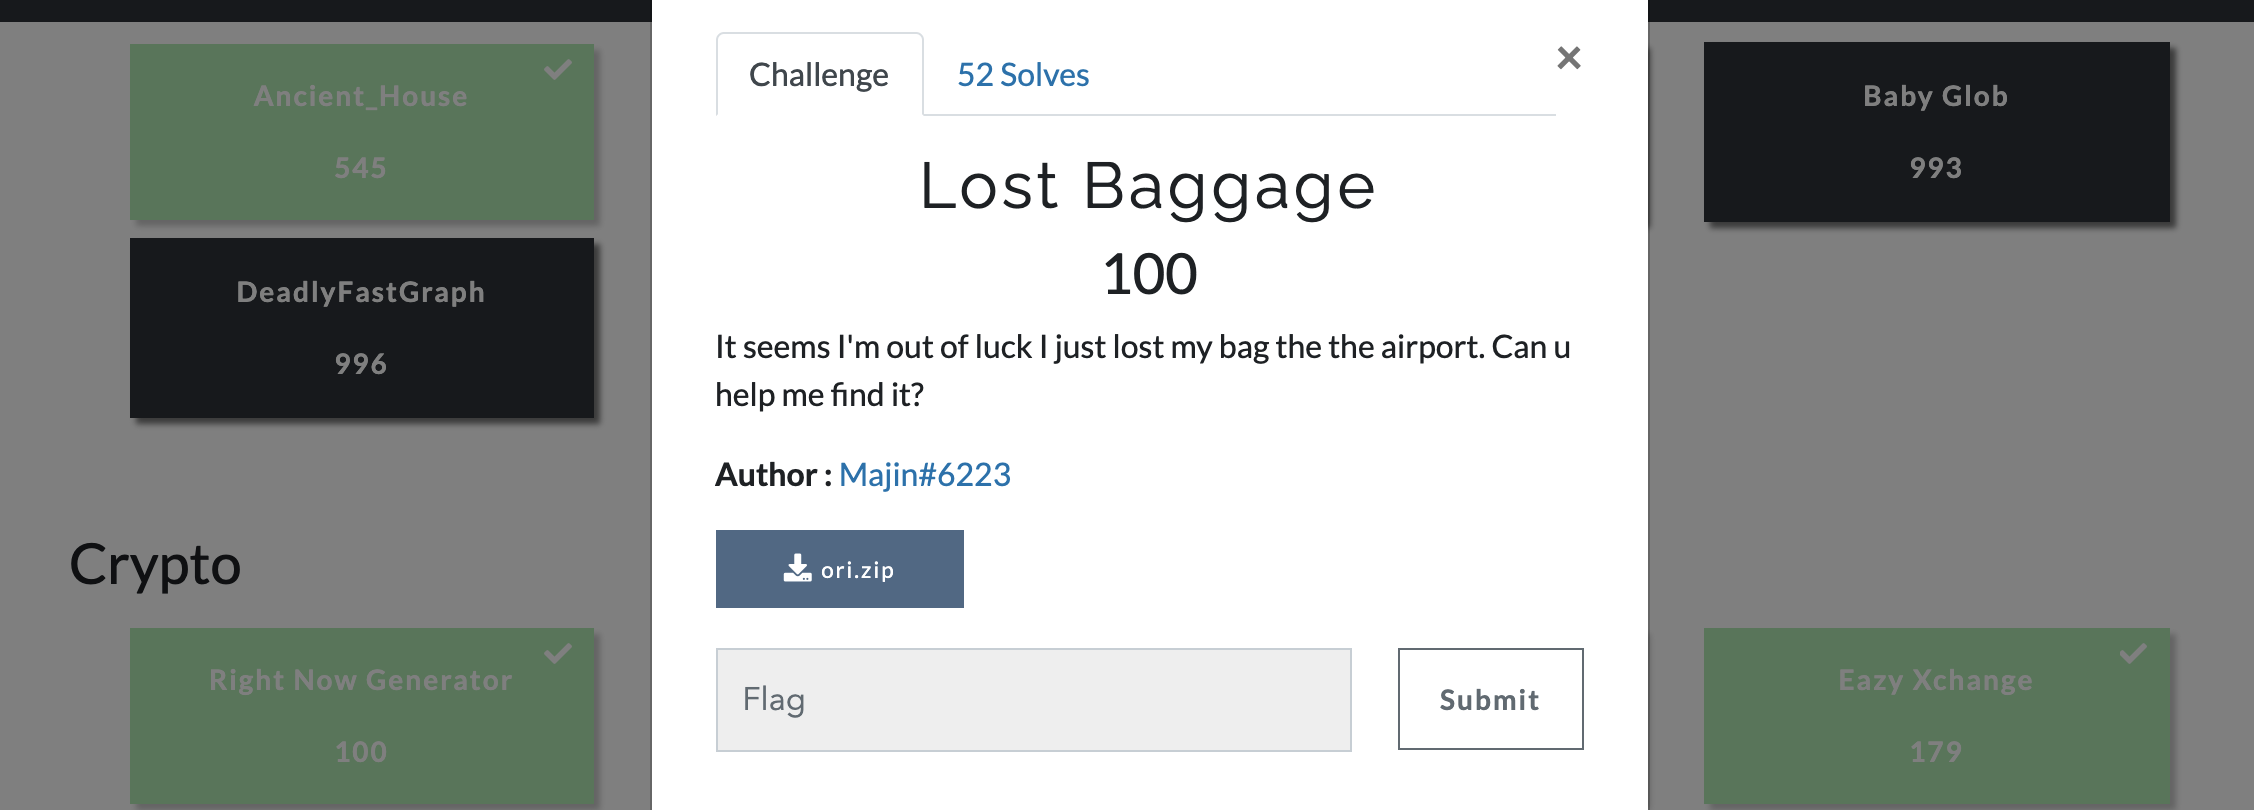 Ancient_House
545
DeadlyFastGraph
996
Crypto
Right Now Generator
100
Challenge
52 Solves
×
Lost Baggage
100
It seems I'm out of luck I just lost my bag the the airport. Can u
help me find it?
Author : Majin#6223
ori.zip
Flag
Submit
Baby Glob
993
Eazy Xchange
179